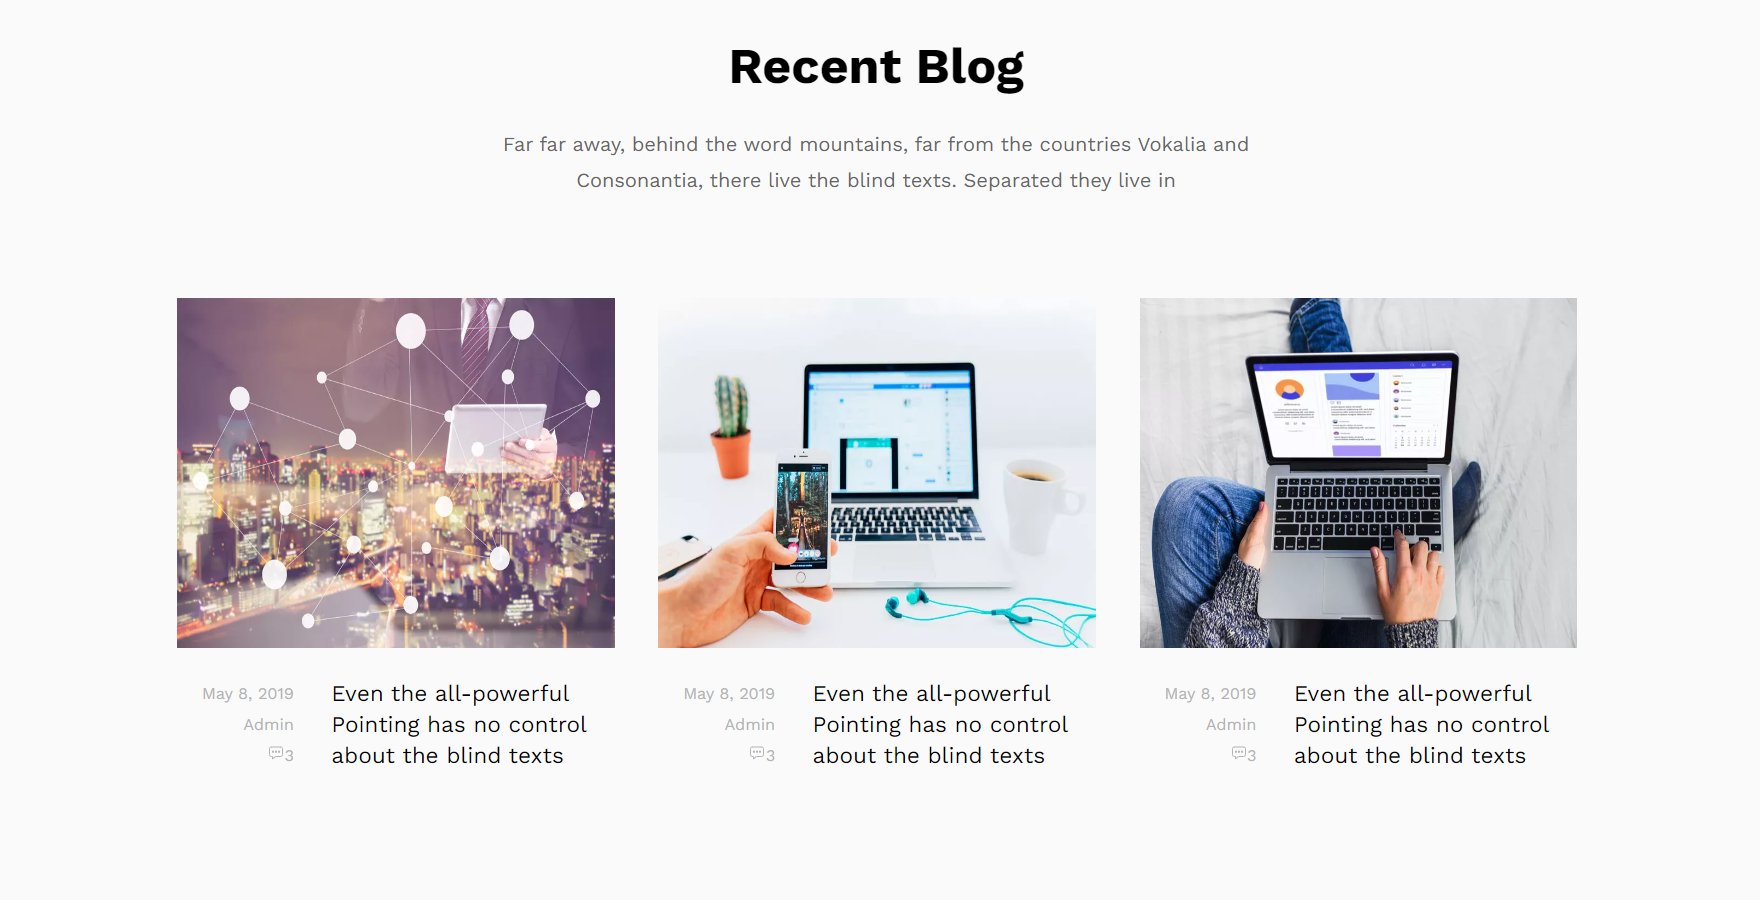 Recent Blog
Far far away, behind the word mountains, far from the countries Vokalia and
Consonantia, there live the blind texts. Separated they live in
May 8, 2019
Admin
3
Even the all-powerful
Pointing has no control
about the blind texts
May 8, 2019
Admin
3
Even the all-powerful
Pointing has no control
about the blind texts
May 8, 2019
Admin
3
Even the all-powerful
Pointing has no control
about the blind texts